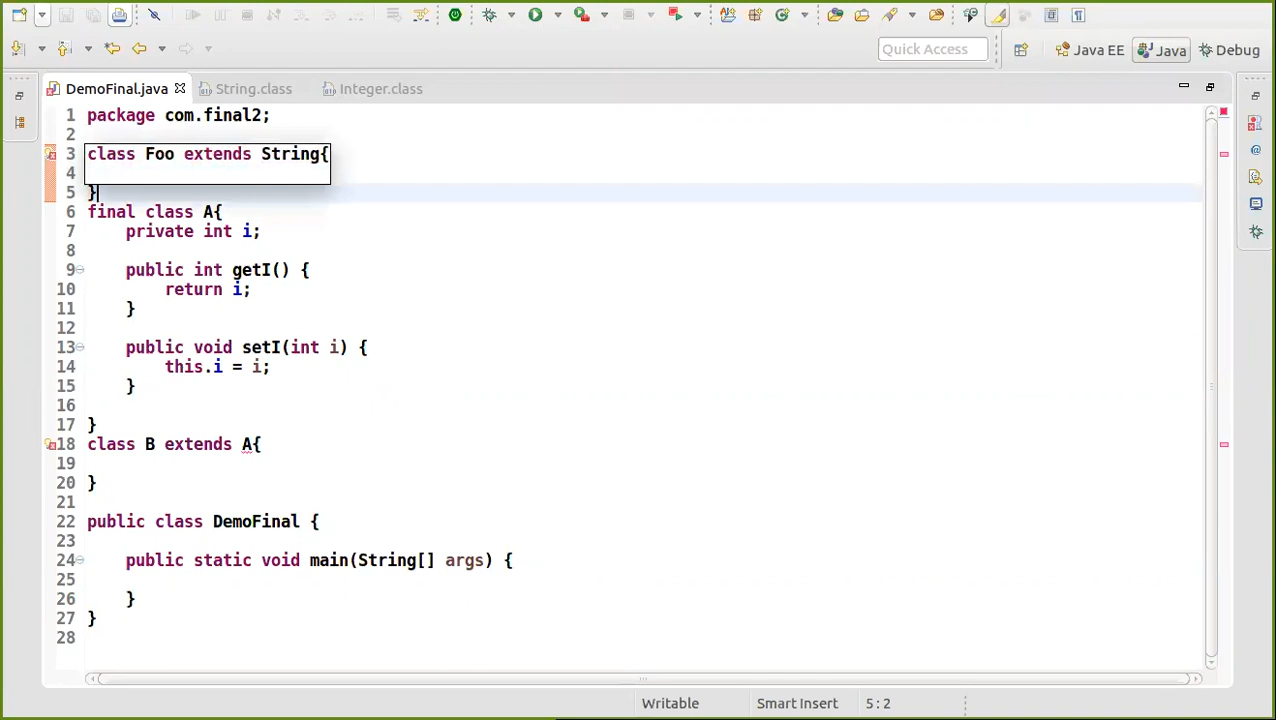 Quick Access
Java EE
Java
Debug
DemoFinal.java
String.class
Integer.class
1 package com.final2;
2
3 class Foo extends String{
4
5 }
6 final class A{
7 private int i;
8
9 public int getI() {
10 return i;
11 }
12
13 public void setI(int i) {
14 this.i = i;
15 }
16
17 }
18 class B extends A{
19
20 }
21
22 public class DemoFinal {
23
24 public static void main(String[] args) {
25
26 }
27 }
28
Writable
Smart Insert
5 : 2